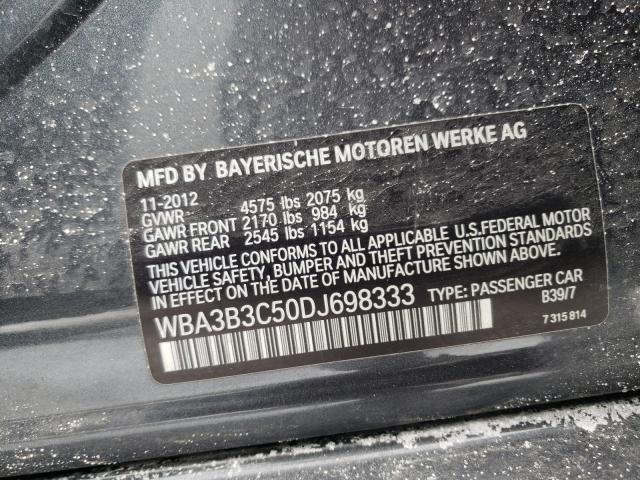 MFD BY BAYERISCHE MOTOREN WERKE AG
11-2012
GVWR 4575 lbs 2075 kg
GAWR FRONT 2170 lbs 984 kg
GAWR REAR 2545 lbs 1154 kg
THIS VEHICLE CONFORMS TO ALL APPLICABLE U.S.FEDERAL MOTOR
VEHICLE SAFETY, BUMPER AND THEFT PREVENTION STANDARDS
IN EFFECT ON THE DATE OF MANUFACTURE SHOWN ABOVE.
WBA3B3C50DJ698333 TYPE: PASSENGER CAR
B39/7
7 315 814